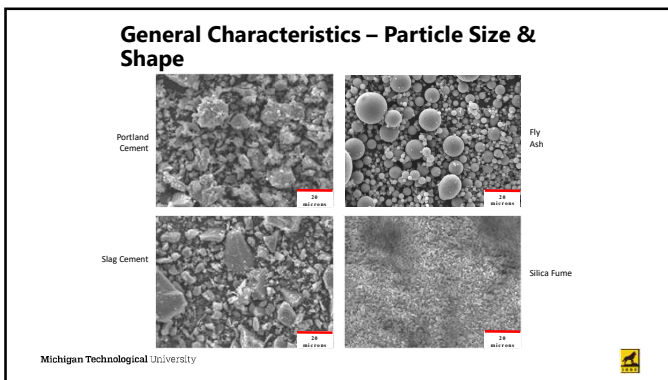 General Characteristics – Particle Size &
Shape
Portland
Cement
20
microns
20
microns
Fly
Ash
Slag Cement
20
microns
20
microns
Silica Fume
Michigan Technological University
1885